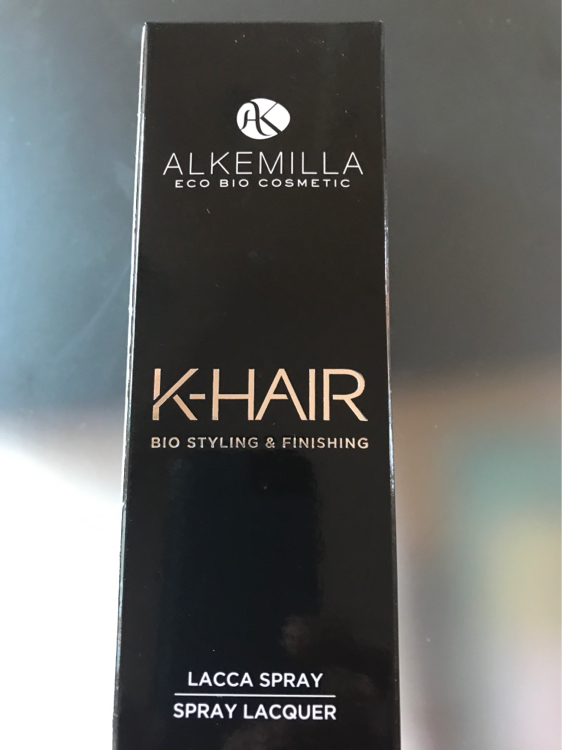 AK
ALKEMILLA
ECO BIO COSMETIC
K-HAIR
BIO STYLING & FINISHING
LACCA SPRAY
SPRAY LACQUER